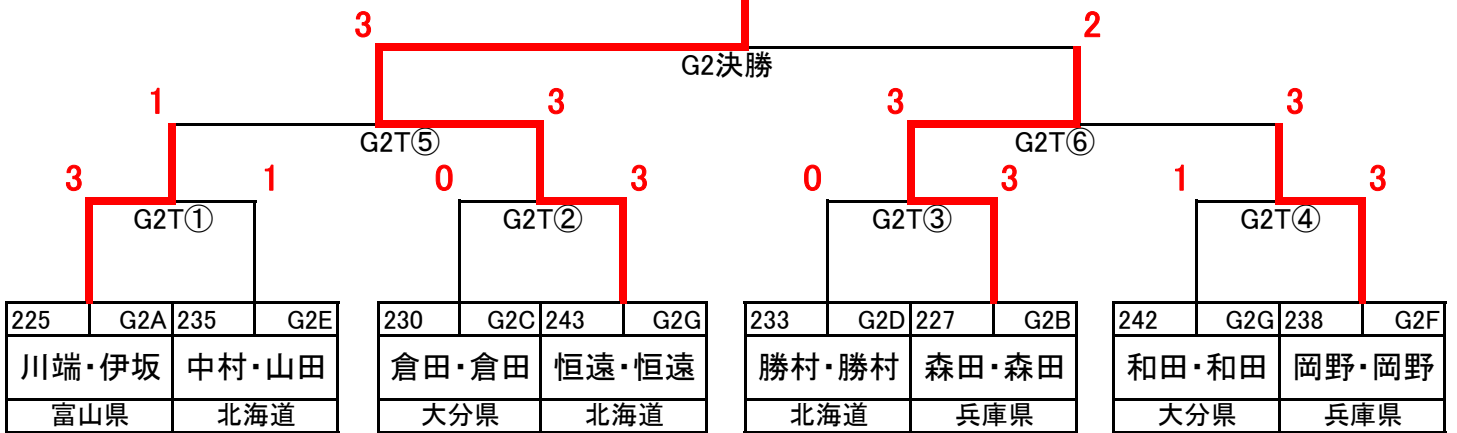 3 2
G2決勝
1 3 3 3
G2T⑤ G2T⑥
3 1 0 3 0 3 1 3
G2T① G2T② G2T③ G2T④
225 G2A 235 G2E 230 G2C 243 G2G 233 G2D 227 G2B 242 G2G 238 G2F
川端・伊坂 中村・山田 倉田・倉田 恒遠・恒遠 勝村・勝村 森田・森田 和田・和田 岡野・岡野
富山県 北海道 大分県 北海道 北海道 兵庫県 大分県 兵庫県